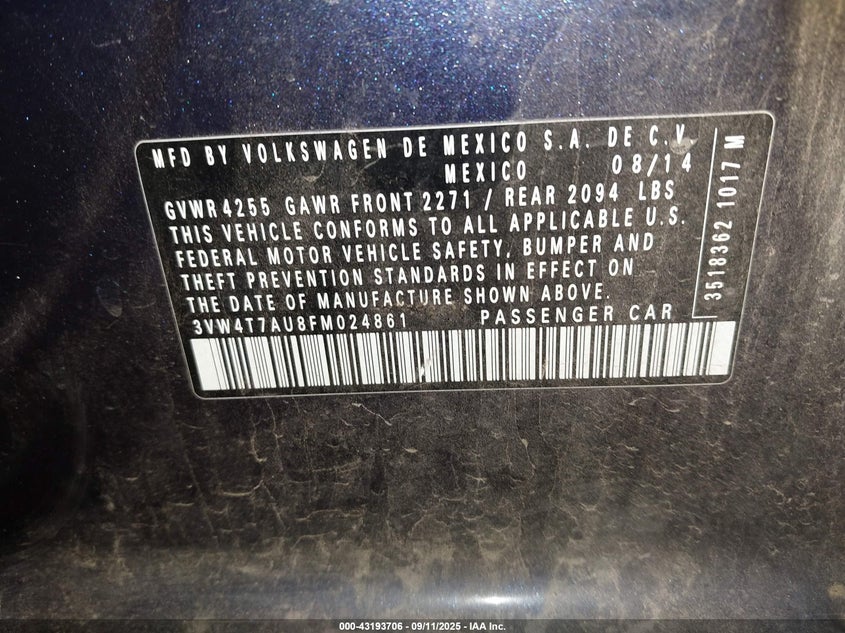 MFD BY VOLKSWAGEN DE MEXICO S.A. DE C.V.
MEXICO 08/14
GVWR 4255 GAWR FRONT 2271 / REAR 2094 LBS
THIS VEHICLE CONFORMS TO ALL APPLICABLE U.S.
FEDERAL MOTOR VEHICLE SAFETY, BUMPER AND
THEFT PREVENTION STANDARDS IN EFFECT ON
THE DATE OF MANUFACTURE SHOWN ABOVE.
3VW4T7AU8FM024861 PASSENGER CAR
3518362 1017 M
000-43193706 - 09/11/2025 - IAA Inc.